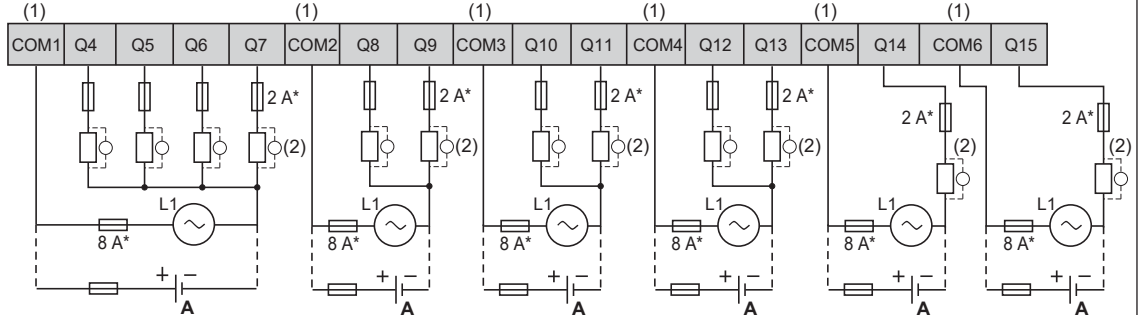 (1) (1) (1) (1) (1) (1)
COM1 Q4 Q5 Q6 Q7 COM2 Q8 Q9 COM3 Q10 Q11 COM4 Q12 Q13 COM5 Q14 COM6 Q15
2 A* 2 A* 2 A* 2 A* 2 A* 2 A*
(2) (2) (2) (2) (2) (2)
L1 L1 L1 L1 L1 L1
8 A* 8 A* 8 A* 8 A* 8 A* 8 A*
+ − + − + − + − + − + −
A A A A A A